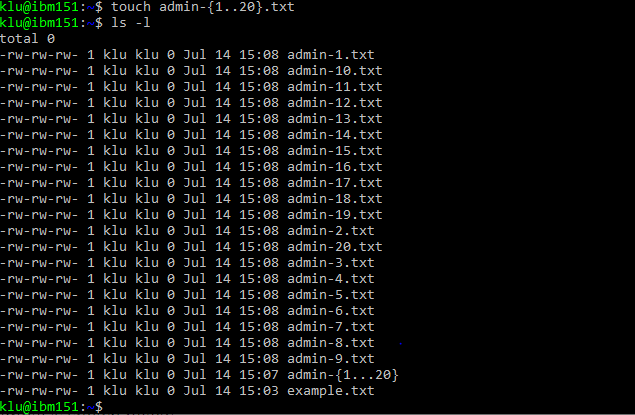 klu@ibm151:~$ touch admin-{1..20}.txt
klu@ibm151:~$ ls -l
total 0
-rw-rw-rw- 1 klu klu 0 Jul 14 15:08 admin-1.txt
-rw-rw-rw- 1 klu klu 0 Jul 14 15:08 admin-10.txt
-rw-rw-rw- 1 klu klu 0 Jul 14 15:08 admin-11.txt
-rw-rw-rw- 1 klu klu 0 Jul 14 15:08 admin-12.txt
-rw-rw-rw- 1 klu klu 0 Jul 14 15:08 admin-13.txt
-rw-rw-rw- 1 klu klu 0 Jul 14 15:08 admin-14.txt
-rw-rw-rw- 1 klu klu 0 Jul 14 15:08 admin-15.txt
-rw-rw-rw- 1 klu klu 0 Jul 14 15:08 admin-16.txt
-rw-rw-rw- 1 klu klu 0 Jul 14 15:08 admin-17.txt
-rw-rw-rw- 1 klu klu 0 Jul 14 15:08 admin-18.txt
-rw-rw-rw- 1 klu klu 0 Jul 14 15:08 admin-19.txt
-rw-rw-rw- 1 klu klu 0 Jul 14 15:08 admin-2.txt
-rw-rw-rw- 1 klu klu 0 Jul 14 15:08 admin-20.txt
-rw-rw-rw- 1 klu klu 0 Jul 14 15:08 admin-3.txt
-rw-rw-rw- 1 klu klu 0 Jul 14 15:08 admin-4.txt
-rw-rw-rw- 1 klu klu 0 Jul 14 15:08 admin-5.txt
-rw-rw-rw- 1 klu klu 0 Jul 14 15:08 admin-6.txt
-rw-rw-rw- 1 klu klu 0 Jul 14 15:08 admin-7.txt
-rw-rw-rw- 1 klu klu 0 Jul 14 15:08 admin-8.txt
-rw-rw-rw- 1 klu klu 0 Jul 14 15:08 admin-9.txt
-rw-rw-rw- 1 klu klu 0 Jul 14 15:07 admin-{1...20}
-rw-rw-rw- 1 klu klu 0 Jul 14 15:03 example.txt
klu@ibm151:~$